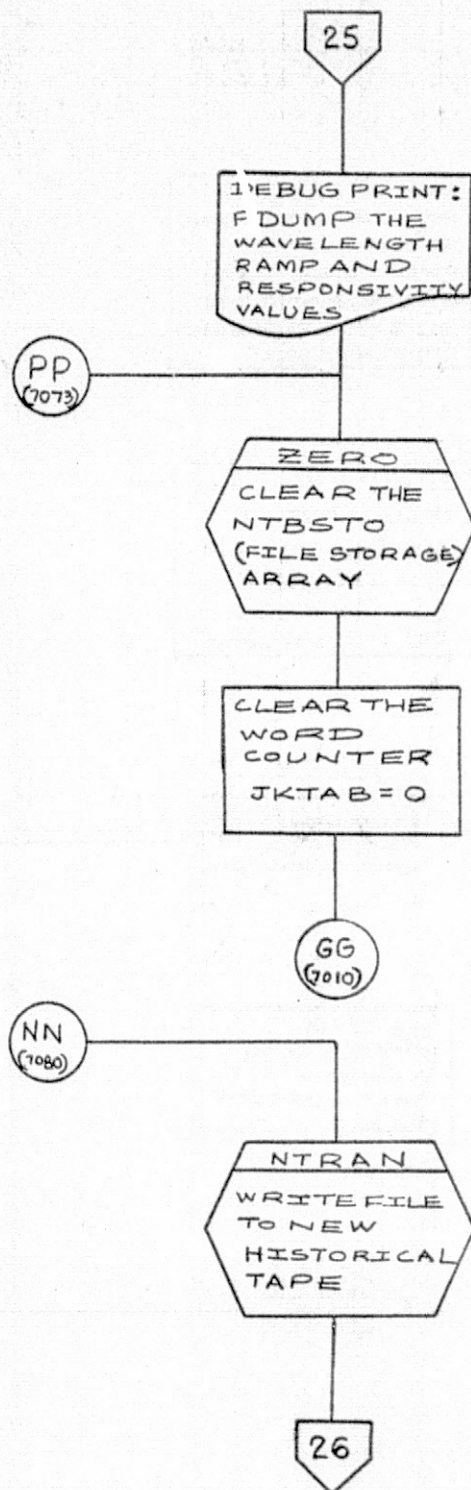 25
DEBUG PRINT:
F DUMP THE
WAVELENGTH
RAMP AND
RESPONSIVITY
VALUES
PP
(7073)
ZERO
CLEAR THE
NTBSTO
(FILE STORAGE)
ARRAY
CLEAR THE
WORD
COUNTER
JKTAB = 0
GG
(7010)
NN
(7080)
NTRAN
WRITE FILE
TO NEW
HISTORICAL
TAPE
26